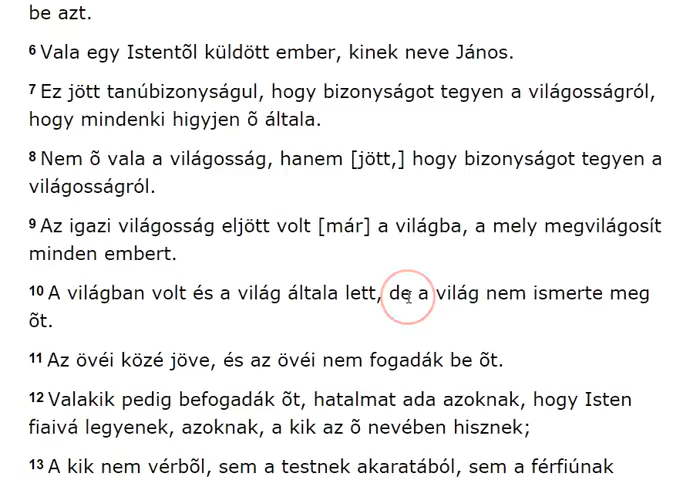 be azt.
6 Vala egy Istentõl küldött ember, kinek neve János.
7 Ez jött tanúbizonyságul, hogy bizonyságot tegyen a világosságról,
hogy mindenki higyjen õ általa.
8 Nem õ vala a világosság, hanem [jött,] hogy bizonyságot tegyen a
világosságról.
9 Az igazi világosság eljött volt [már] a világba, a mely megvilágosít
minden embert.
10 A világban volt és a világ általa lett, de a világ nem ismerte meg
õt.
11 Az övéi közé jöve, és az övéi nem fogadák be õt.
12 Valakik pedig befogadák õt, hatalmat ada azoknak, hogy Isten
fiaivá legyenek, azoknak, a kik az õ nevében hisznek;
13 A kik nem vérbõl, sem a testnek akaratából, sem a férfiúnak